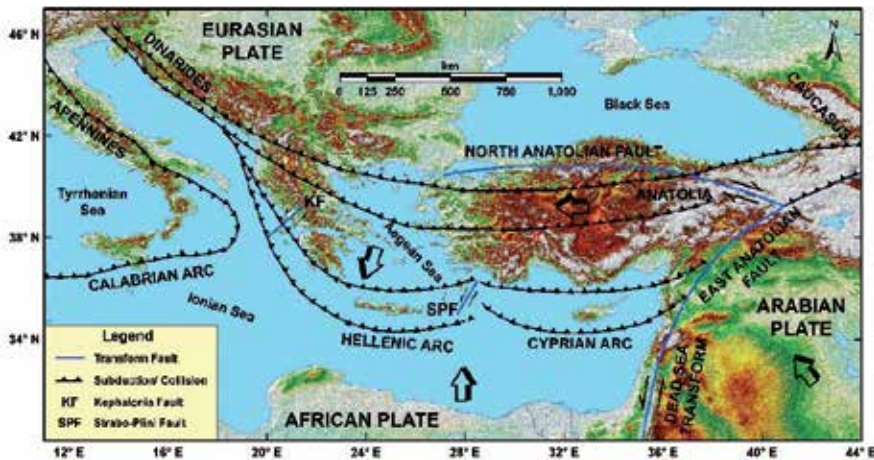 46° N
EURASIAN
PLATE
N
DINARIDES
km
0 125 250 500 750 1,000
Black Sea
CAUCASUS
APENNINES
42° N
NORTH ANATOLIAN FAULT
Tyrrhenian
Sea
KF
ANATOLIA
38° N
Aegean Sea
EAST ANATOLIAN
FAULT
CALABRIAN ARC
Ionian Sea
SPF
ARABIAN
PLATE
Legend
Transform Fault
Subduction/ Collision
KF Kephalonia Fault
SPF Strabo-Plini Fault
34° N
HELLENIC ARC
CYPRIAN ARC
DEAD SEA
TRANSFORM
AFRICAN PLATE
12° E 16° E 20° E 24° E 28° E 32° E 36° E 40° E 44° E